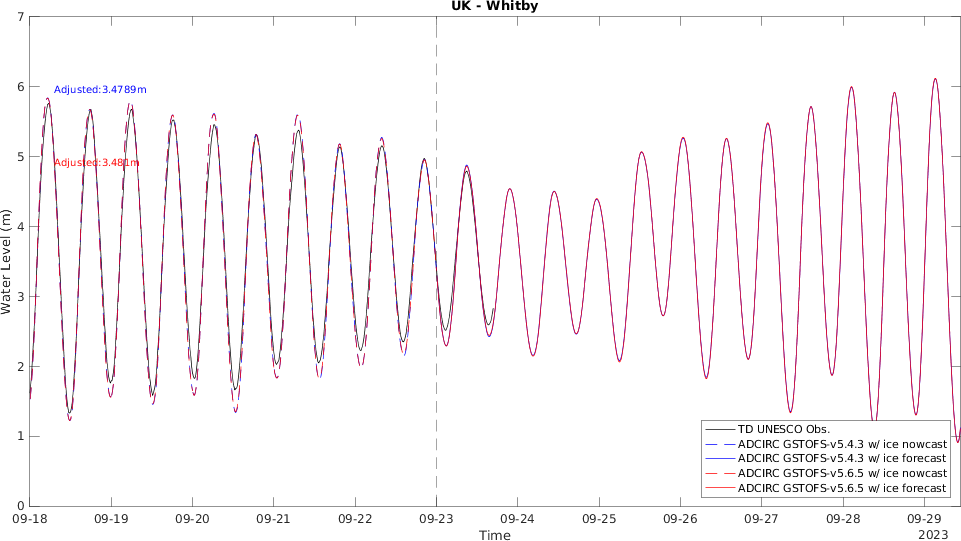 UK - Whitby
7
6
5
4
3
2
1
0
Water Level (m)
Adjusted:3.4789m
Adjusted:3.481m
TD UNESCO Obs.
ADCIRC GSTOFS-v5.4.3 w/ ice nowcast
ADCIRC GSTOFS-v5.4.3 w/ ice forecast
ADCIRC GSTOFS-v5.6.5 w/ ice nowcast
ADCIRC GSTOFS-v5.6.5 w/ ice forecast
09-18 09-19 09-20 09-21 09-22 09-23 09-24 09-25 09-26 09-27 09-28 09-29
Time
2023